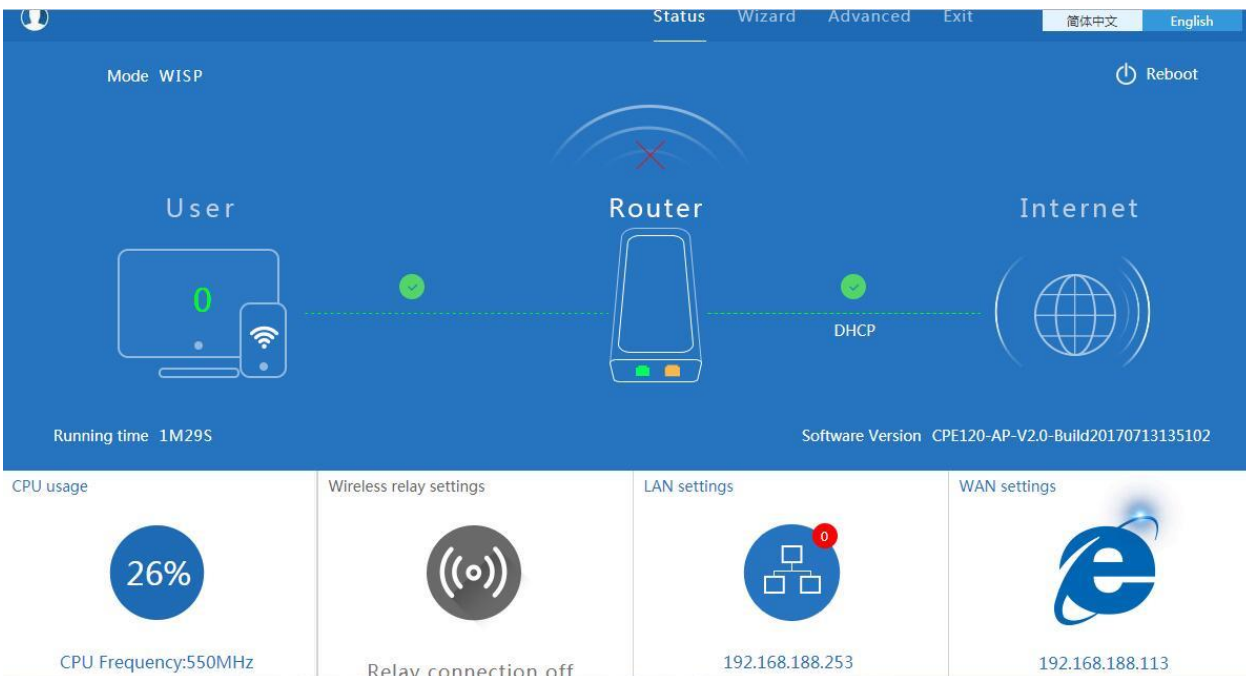 Status Wizard Advanced Exit 简体中文 English
Mode WISP
Reboot
User Router Internet
0
DHCP
Running time 1M29S
Software Version CPE120-AP-V2.0-Build20170713135102
CPU usage Wireless relay settings LAN settings WAN settings
0
26%
CPU Frequency:550MHz Relay connection off 192.168.188.253 192.168.188.113